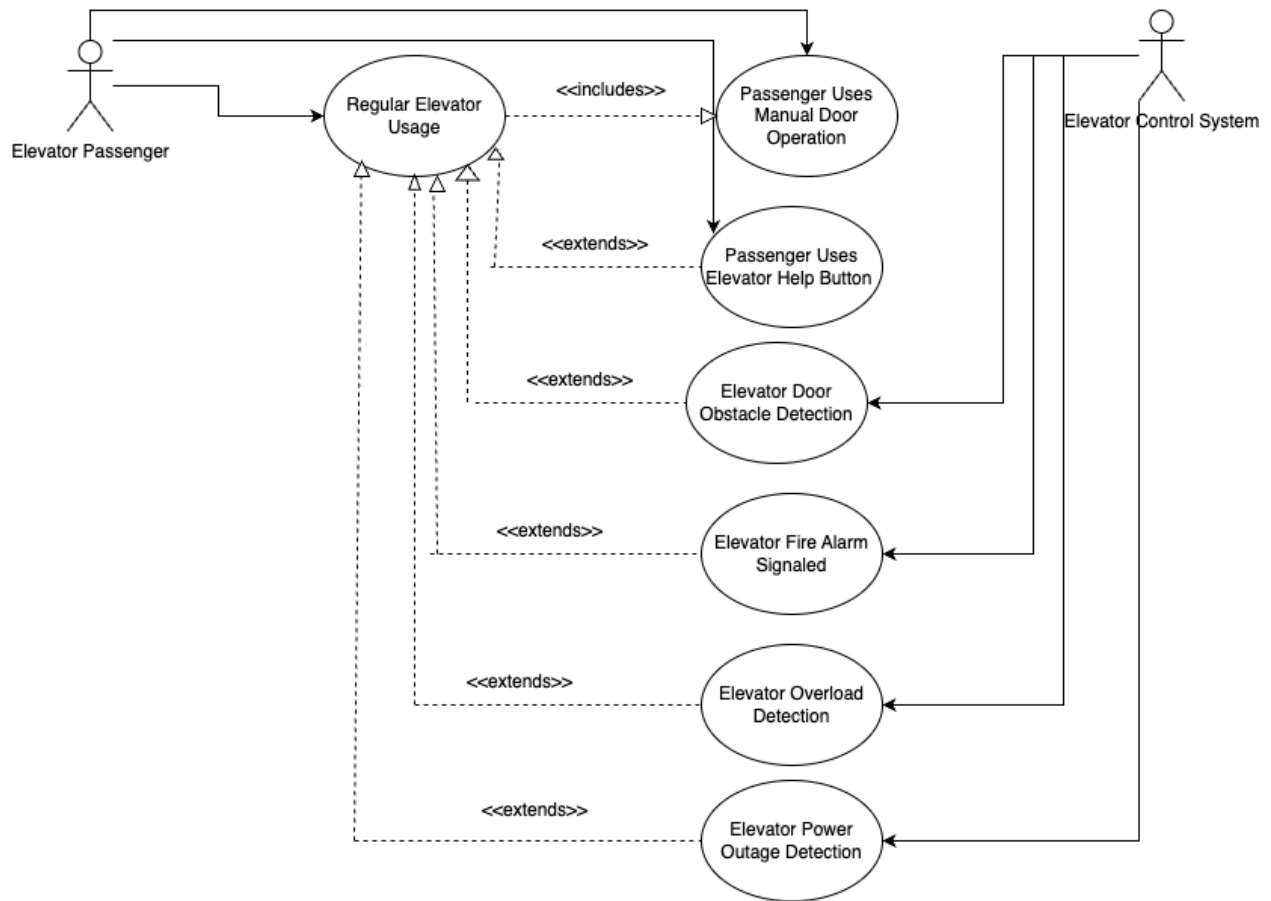 Elevator Passenger
Regular Elevator
Usage
<<includes>>
Passenger Uses
Manual Door
Operation
Elevator Control System
<<extends>>
Passenger Uses
Elevator Help Button
<<extends>>
Elevator Door
Obstacle Detection
<<extends>>
Elevator Fire Alarm
Signaled
<<extends>>
Elevator Overload
Detection
<<extends>>
Elevator Power
Outage Detection